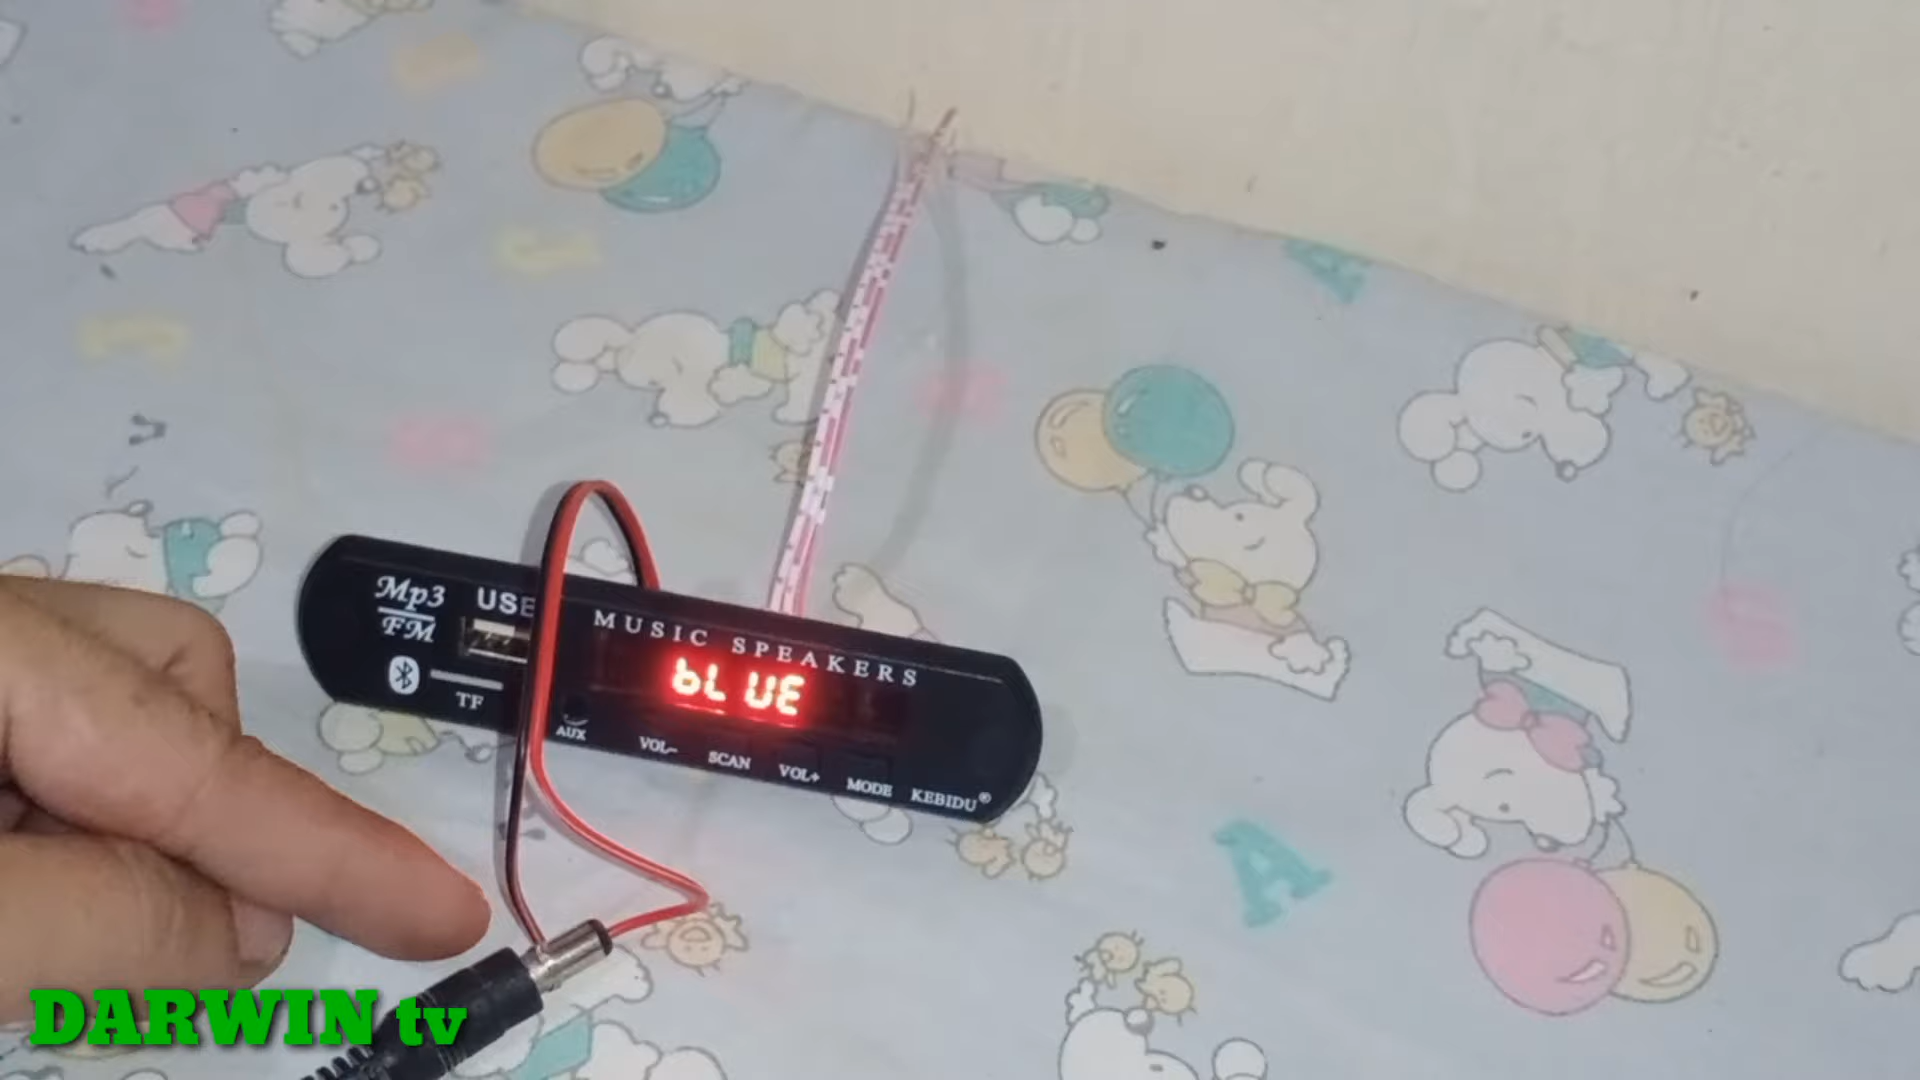 Mp3
FM
USB
MUSIC SPEAKERS
bLUE
TF
AUX
VOL-
SCAN
VOL+
MODE
KEBIDU®
DARWIN tv